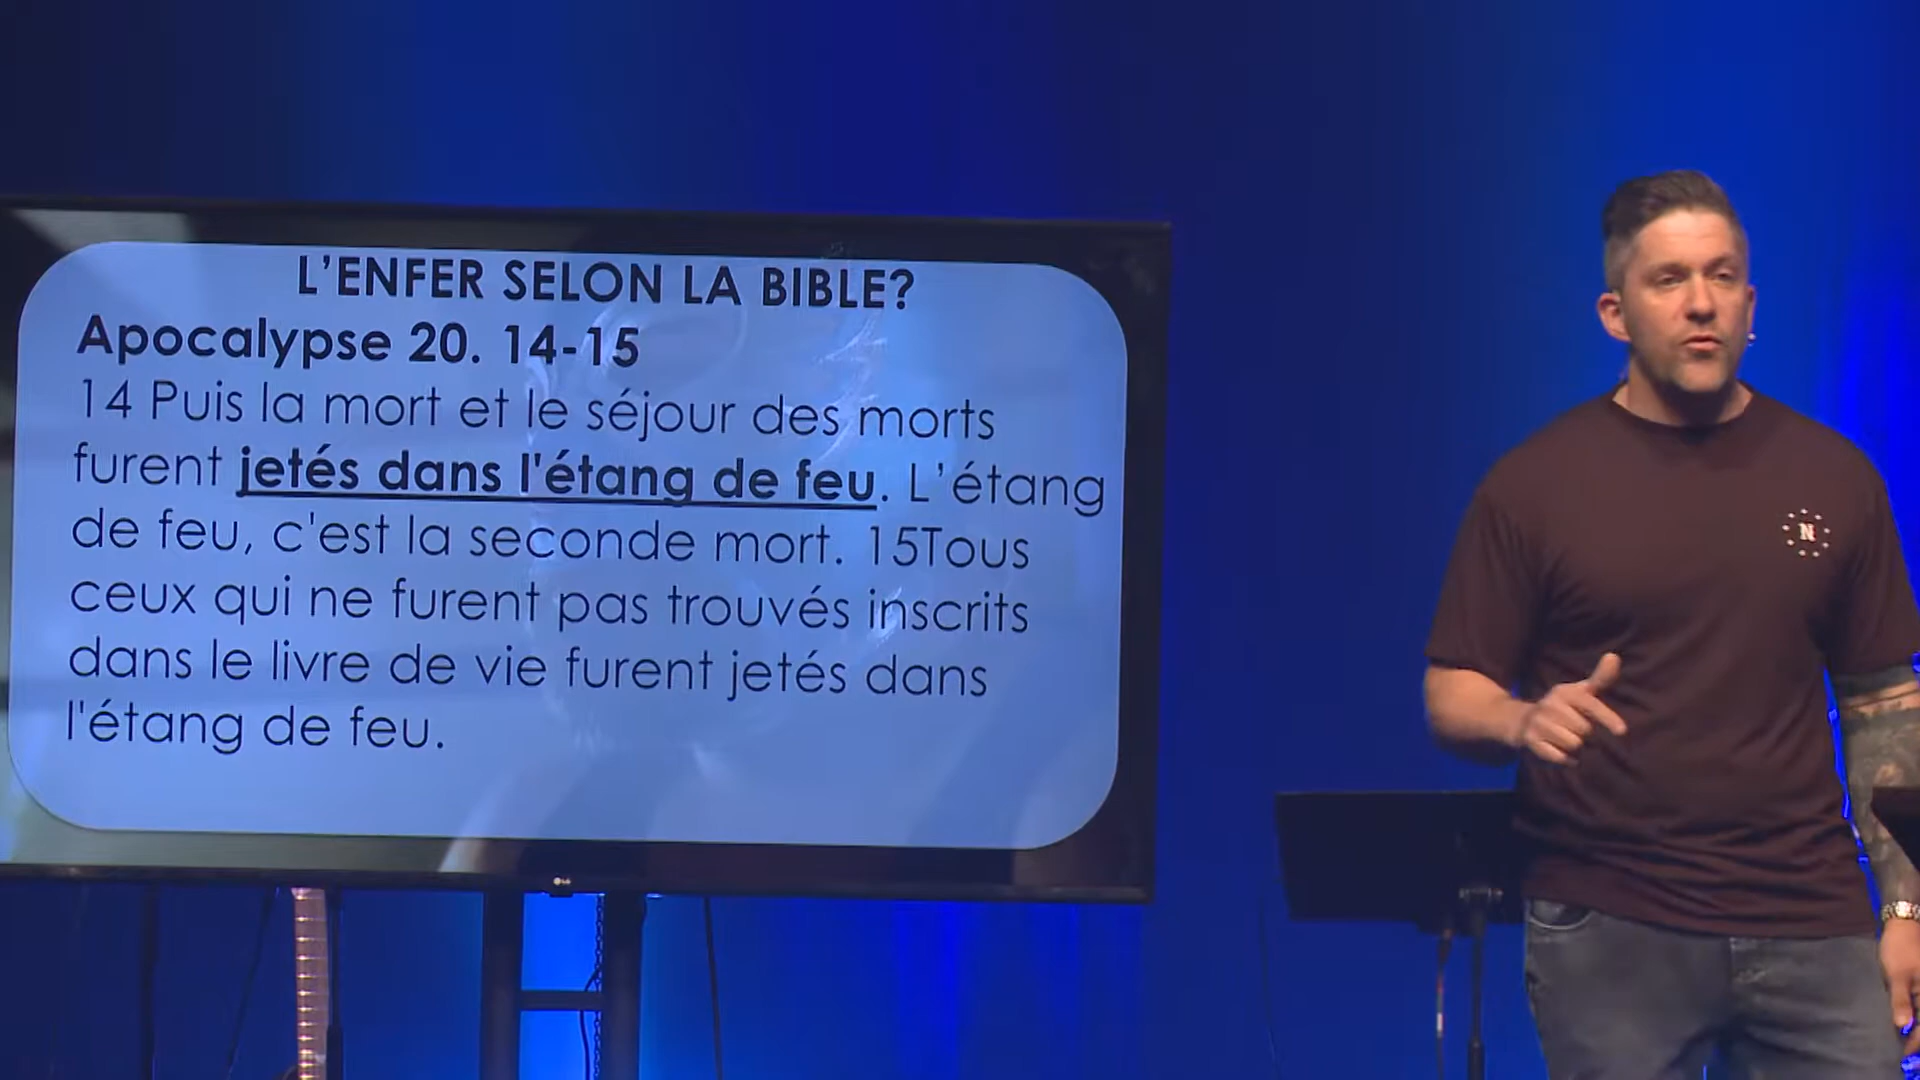 L'ENFER SELON LA BIBLE?
Apocalypse 20. 14-15
14 Puis la mort et le séjour des morts
furent jetés dans l'étang de feu. L'étang
de feu, c'est la seconde mort. 15Tous
ceux qui ne furent pas trouvés inscrits
dans le livre de vie furent jetés dans
l'étang de feu.
N
LG